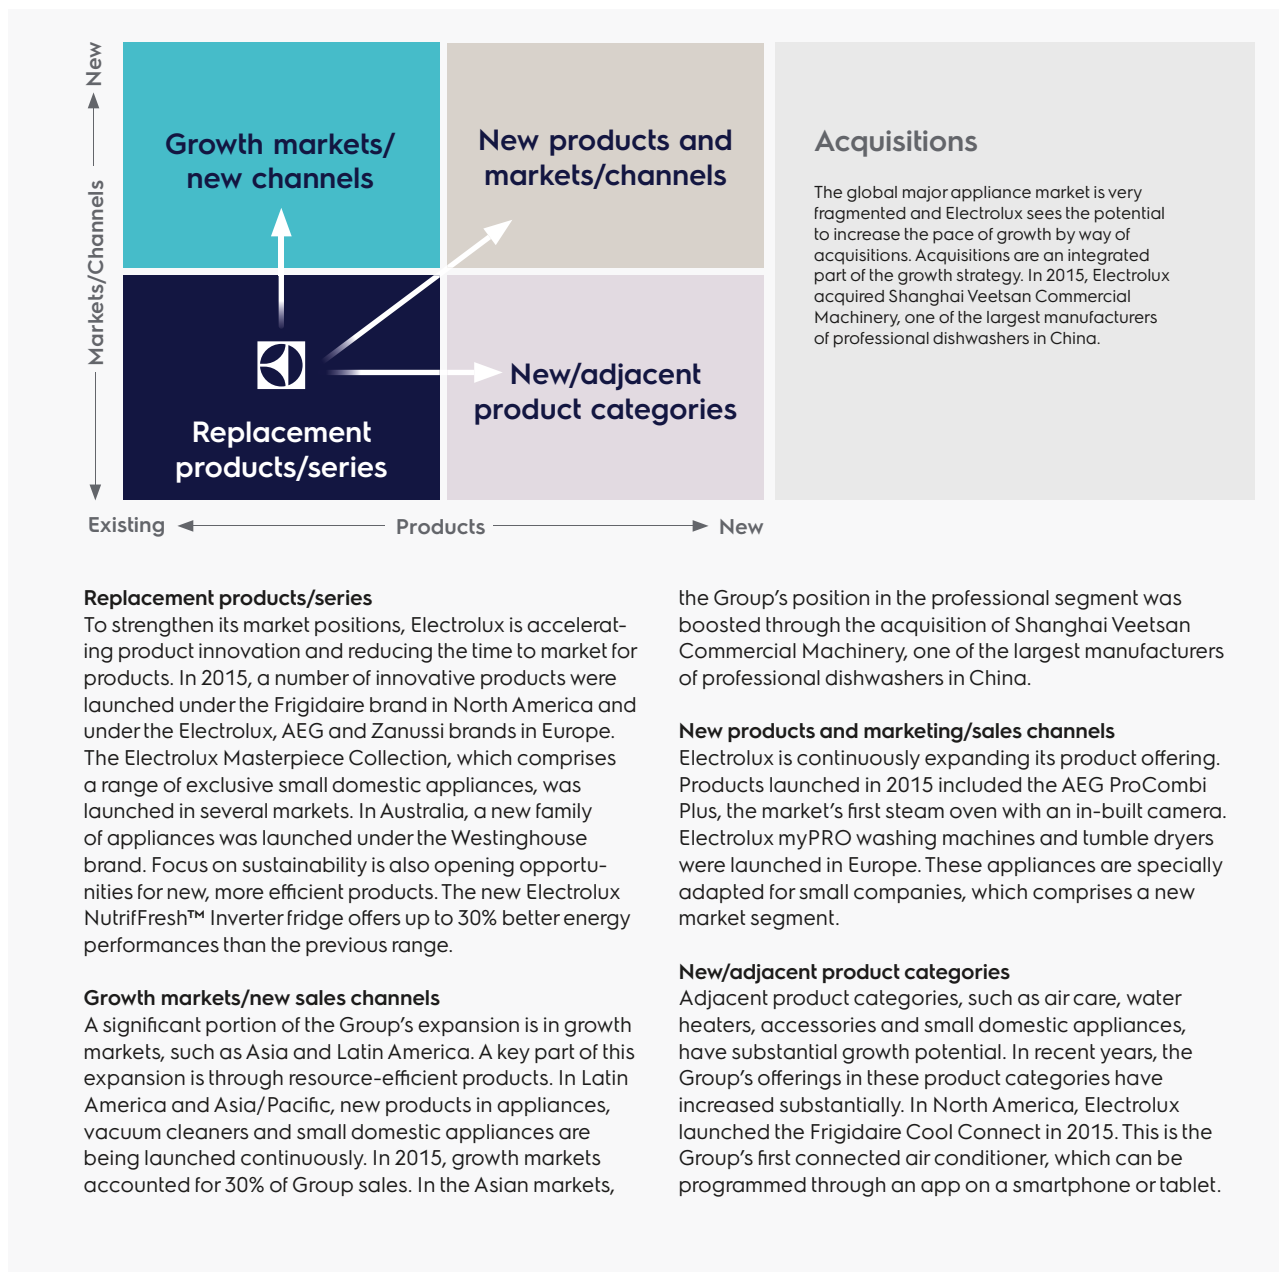 New
Markets/Channels
Growth markets/
new channels
New products and
markets/channels
Replacement
products/series
New/adjacent
product categories
Existing
Products
New
Acquisitions
The global major appliance market is very
fragmented and Electrolux sees the potential
to increase the pace of growth by way of
acquisitions. Acquisitions are an integrated
part of the growth strategy. In 2015, Electrolux
acquired Shanghai Veetsan Commercial
Machinery, one of the largest manufacturers
of professional dishwashers in China.
Replacement products/series
To strengthen its market positions, Electrolux is accelerat-
ing product innovation and reducing the time to market for
products. In 2015, a number of innovative products were
launched under the Frigidaire brand in North America and
under the Electrolux, AEG and Zanussi brands in Europe.
The Electrolux Masterpiece Collection, which comprises
a range of exclusive small domestic appliances, was
launched in several markets. In Australia, a new family
of appliances was launched under the Westinghouse
brand. Focus on sustainability is also opening opportu-
nities for new, more efficient products. The new Electrolux
NutrifFresh™ Inverter fridge offers up to 30% better energy
performances than the previous range.
Growth markets/new sales channels
A significant portion of the Group's expansion is in growth
markets, such as Asia and Latin America. A key part of this
expansion is through resource-efficient products. In Latin
America and Asia/Pacific, new products in appliances,
vacuum cleaners and small domestic appliances are
being launched continuously. In 2015, growth markets
accounted for 30% of Group sales. In the Asian markets,
the Group's position in the professional segment was
boosted through the acquisition of Shanghai Veetsan
Commercial Machinery, one of the largest manufacturers
of professional dishwashers in China.
New products and marketing/sales channels
Electrolux is continuously expanding its product offering.
Products launched in 2015 included the AEG ProCombi
Plus, the market's first steam oven with an in-built camera.
Electrolux myPRO washing machines and tumble dryers
were launched in Europe. These appliances are specially
adapted for small companies, which comprises a new
market segment.
New/adjacent product categories
Adjacent product categories, such as air care, water
heaters, accessories and small domestic appliances,
have substantial growth potential. In recent years, the
Group's offerings in these product categories have
increased substantially. In North America, Electrolux
launched the Frigidaire Cool Connect in 2015. This is the
Group's first connected air conditioner, which can be
programmed through an app on a smartphone or tablet.